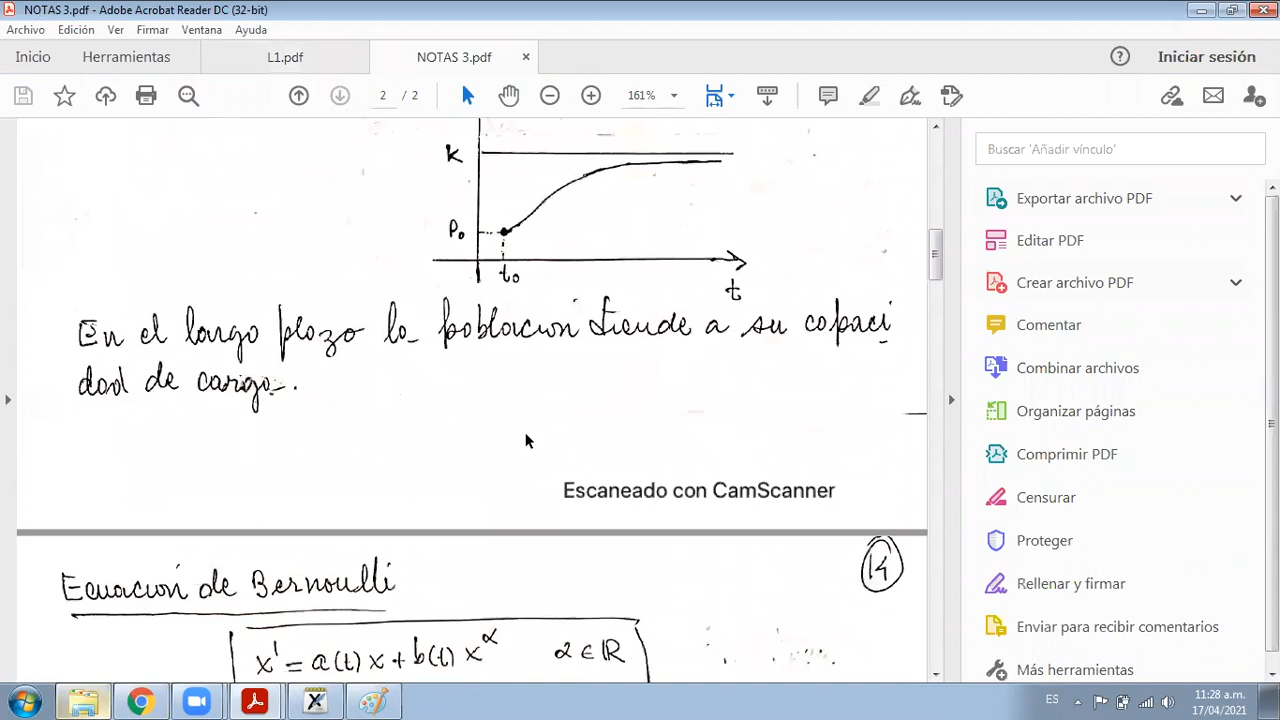 NOTAS 3.pdf - Adobe Acrobat Reader DC (32-bit)
Archivo Edición Ver Firmar Ventana Ayuda
Inicio Herramientas L1.pdf NOTAS 3.pdf × Iniciar sesión
2 / 2 161%
K
P₀
t₀
t
En el largo plazo la población tiende a su capaci
dad de carga.
Escaneado con CamScanner
14
Ecuación de Bernoulli
x' = a(t)x + b(t)x^α α ∈ ℝ
Buscar 'Añadir vínculo'
Exportar archivo PDF
Editar PDF
Crear archivo PDF
Comentar
Combinar archivos
Organizar páginas
Comprimir PDF
Censurar
Proteger
Rellenar y firmar
Enviar para recibir comentarios
Más herramientas
ES 11:28 a.m.
17/04/2021